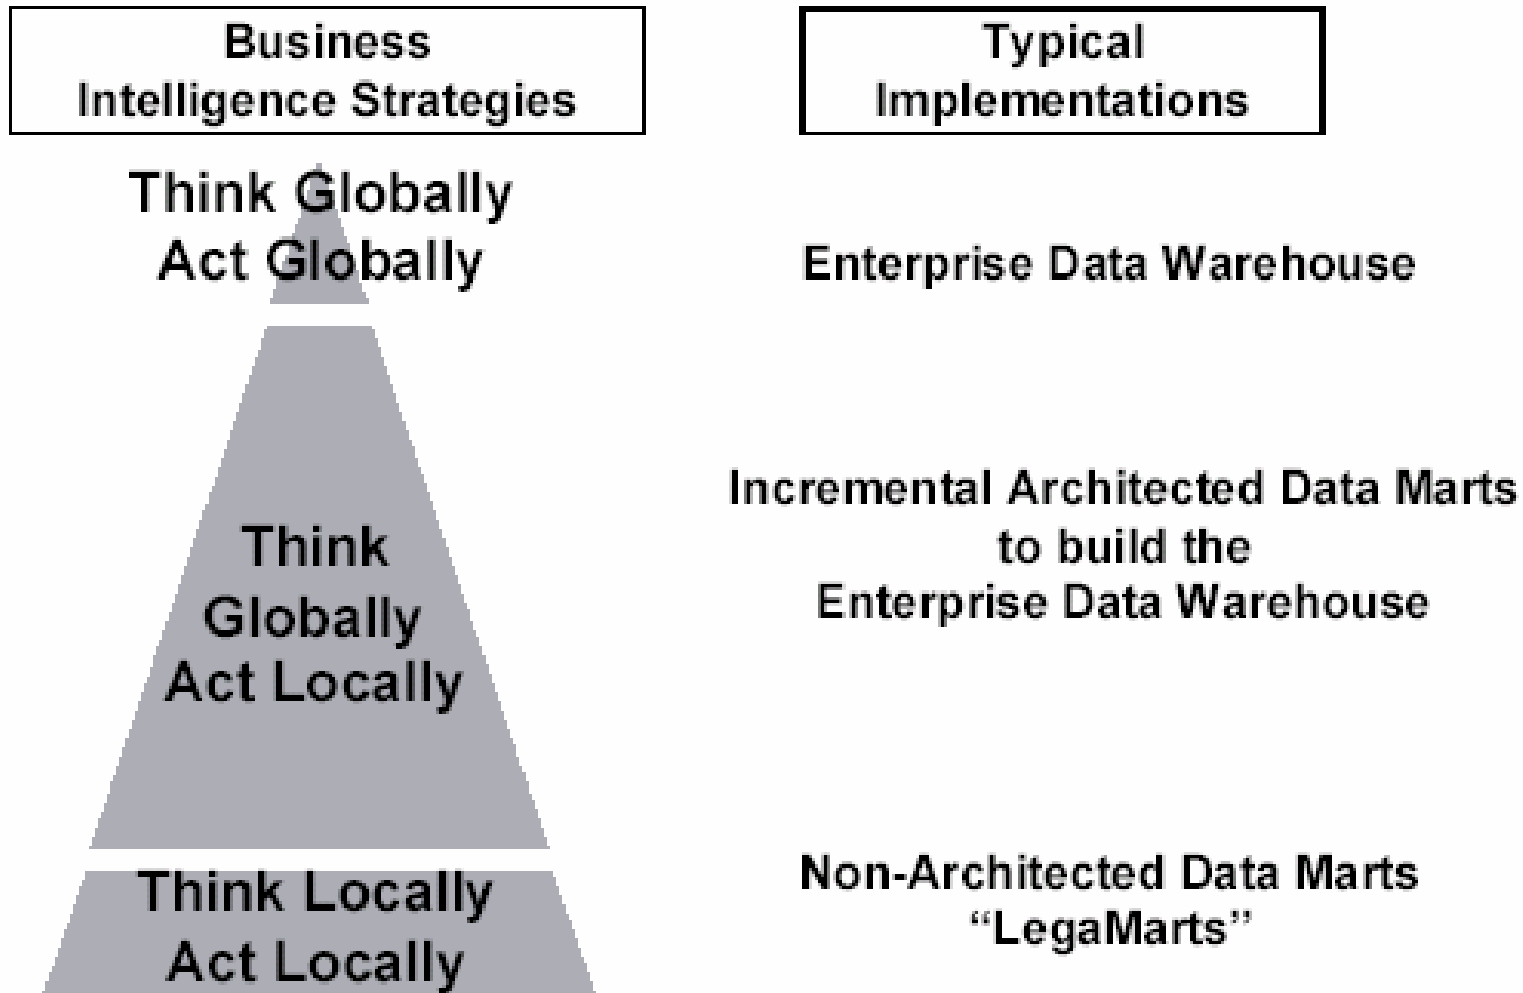 Business
Intelligence Strategies
Typical
Implementations
Think Globally
Act Globally
Enterprise Data Warehouse
Think
Globally
Act Locally
Incremental Architected Data Marts
to build the
Enterprise Data Warehouse
Think Locally
Act Locally
Non-Architected Data Marts
“LegaMarts”